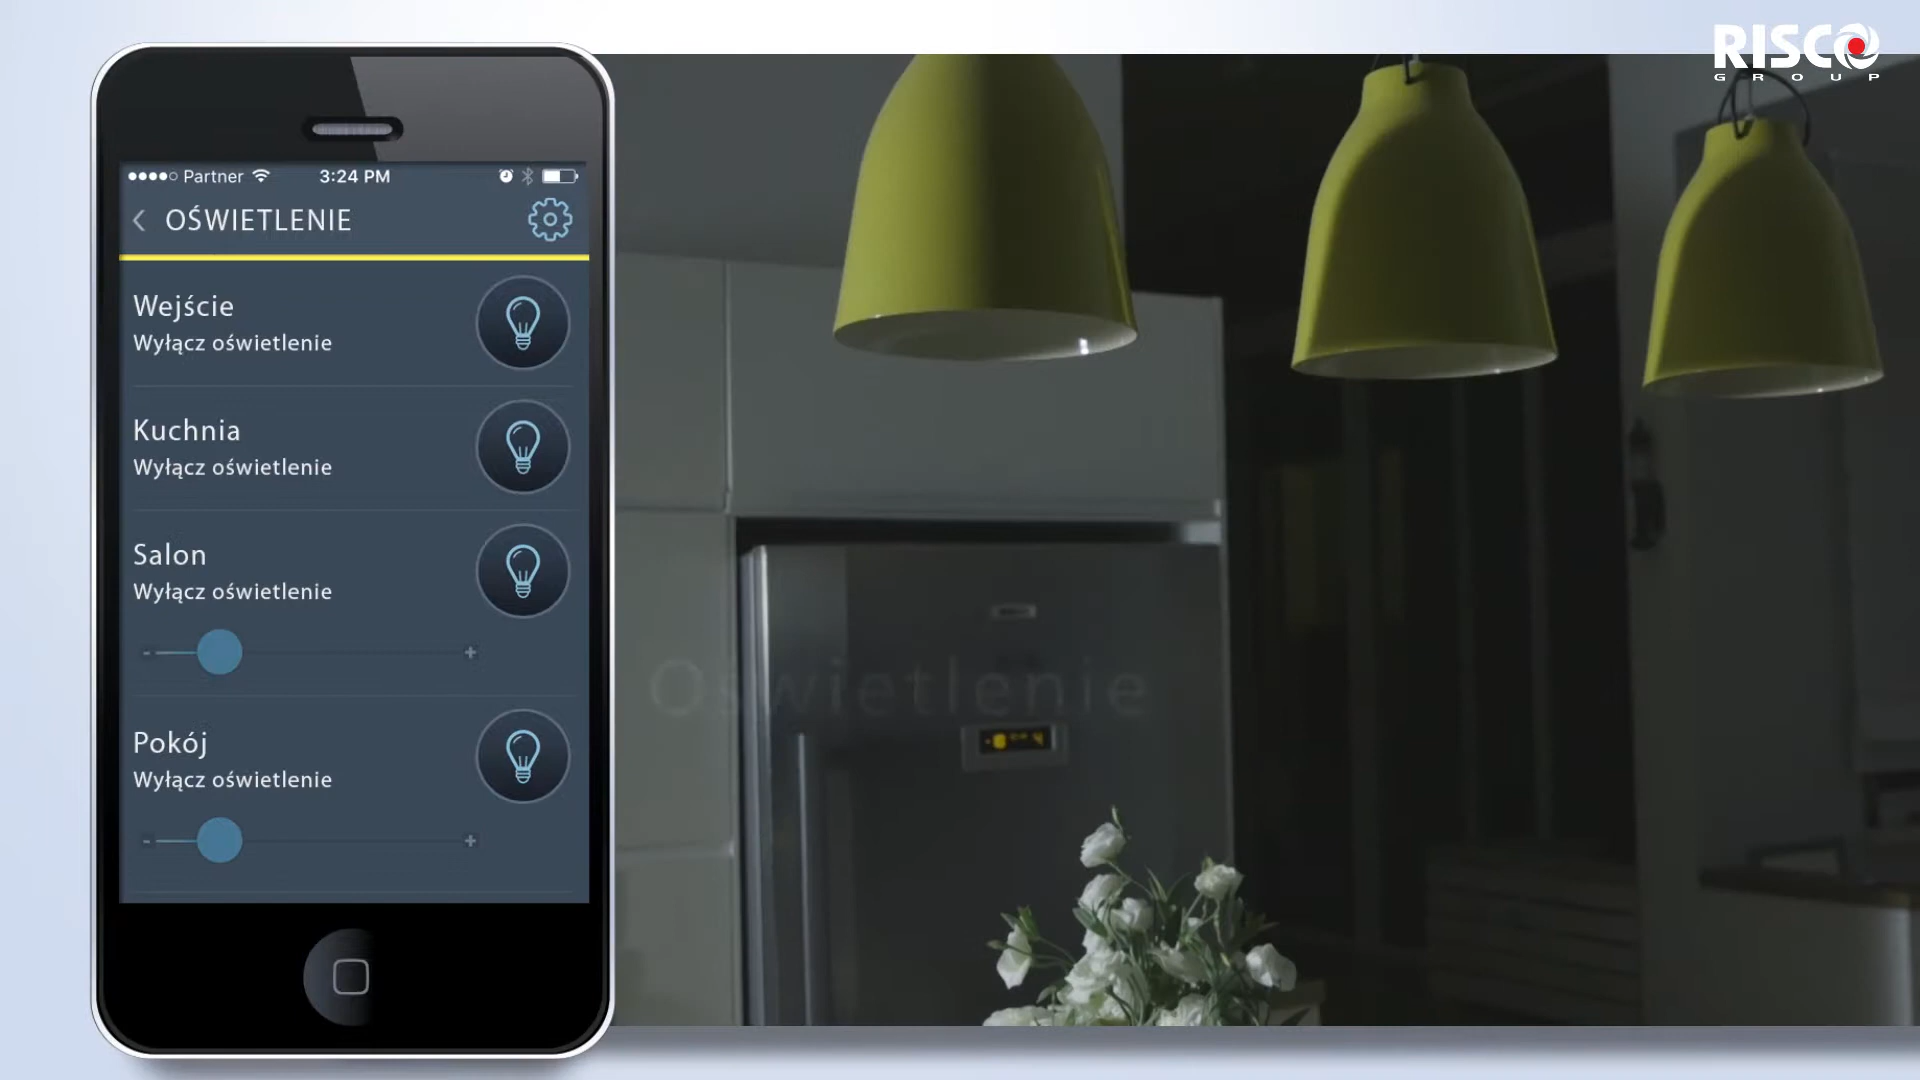 RISCO
GROUP
Partner 3:24 PM
OŚWIETLENIE
Wejście
Wyłącz oświetlenie
Kuchnia
Wyłącz oświetlenie
Salon
Wyłącz oświetlenie
- +
Pokój
Wyłącz oświetlenie
- +
Oświetlenie